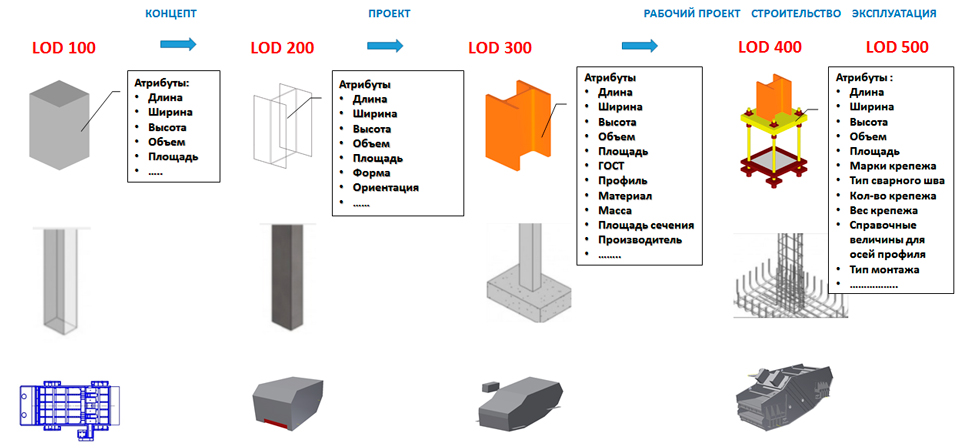 КОНЦЕПТ
ПРОЕКТ
РАБОЧИЙ ПРОЕКТ СТРОИТЕЛЬСТВО ЭКСПЛУАТАЦИЯ
LOD 100
LOD 200
LOD 300
LOD 400
LOD 500
Атрибуты:
• Длина
• Ширина
• Высота
• Объем
• Площадь
• …..
Атрибуты:
• Длина
• Ширина
• Высота
• Объем
• Площадь
• Форма
• Ориентация
• ……
Атрибуты
• Длина
• Ширина
• Высота
• Объем
• Площадь
• ГОСТ
• Профиль
• Материал
• Масса
• Площадь сечения
• Производитель
• ……..
Атрибуты :
• Длина
• Ширина
• Высота
• Объем
• Площадь
• Марки крепежа
• Тип сварного шва
• Кол-во крепежа
• Вес крепежа
• Справочные
величины для
осей профиля
• Тип монтажа
• ……………..